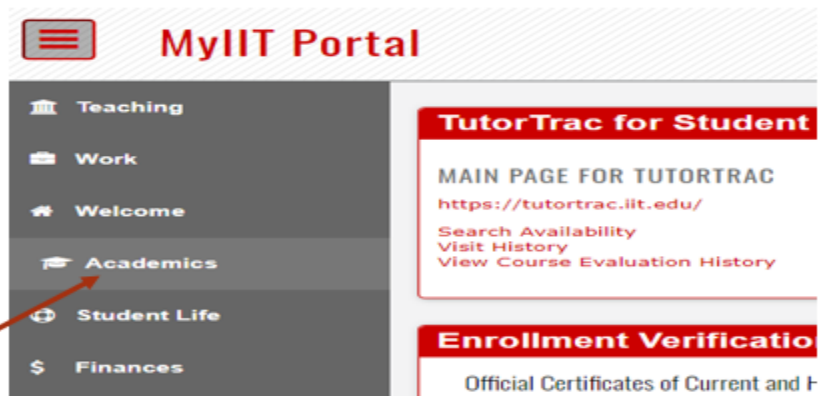 MyIIT Portal
Teaching
Work
Welcome
Academics
Student Life
$ Finances
TutorTrac for Student
MAIN PAGE FOR TUTORTRAC
https://tutortrac.iit.edu/
Search Availability
Visit History
View Course Evaluation History
Enrollment Verification
Official Certificates of Current and H